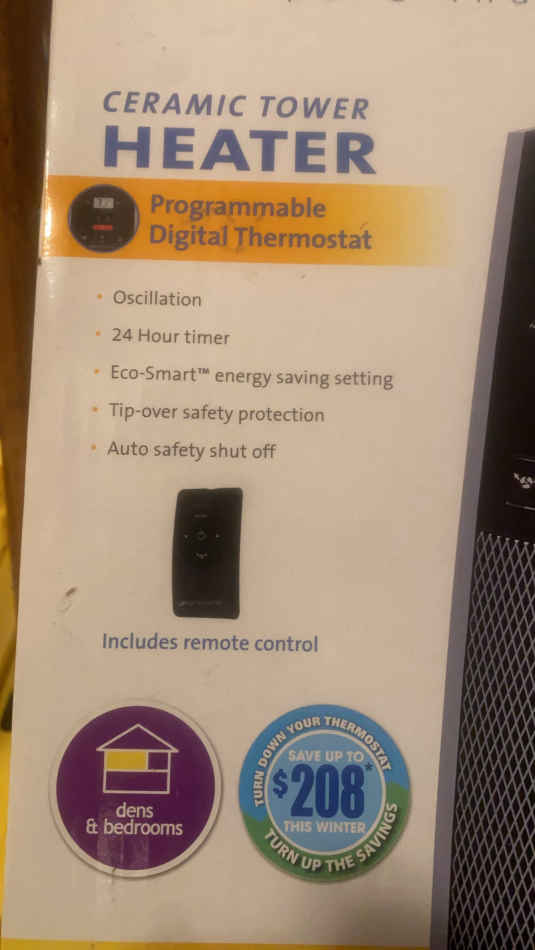 CERAMIC TOWER
HEATER
Programmable
Digital Thermostat
• Oscillation
• 24 Hour timer
• Eco-Smart™ energy saving setting
• Tip-over safety protection
• Auto safety shut off
Includes remote control
dens
& bedrooms
TURN DOWN YOUR THERMOSTAT
SAVE UP TO
$208*
THIS WINTER
TURN UP THE SAVINGS